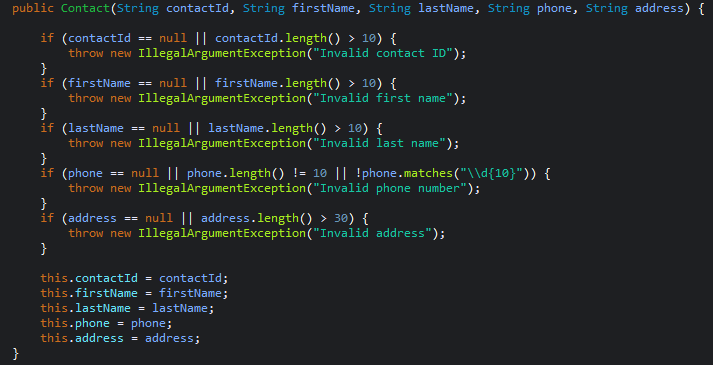 public Contact(String contactId, String firstName, String lastName, String phone, String address) {
if (contactId == null || contactId.length() > 10) {
throw new IllegalArgumentException("Invalid contact ID");
}
if (firstName == null || firstName.length() > 10) {
throw new IllegalArgumentException("Invalid first name");
}
if (lastName == null || lastName.length() > 10) {
throw new IllegalArgumentException("Invalid last name");
}
if (phone == null || phone.length() != 10 || !phone.matches("\\d{10}")) {
throw new IllegalArgumentException("Invalid phone number");
}
if (address == null || address.length() > 30) {
throw new IllegalArgumentException("Invalid address");
}
this.contactId = contactId;
this.firstName = firstName;
this.lastName = lastName;
this.phone = phone;
this.address = address;
}